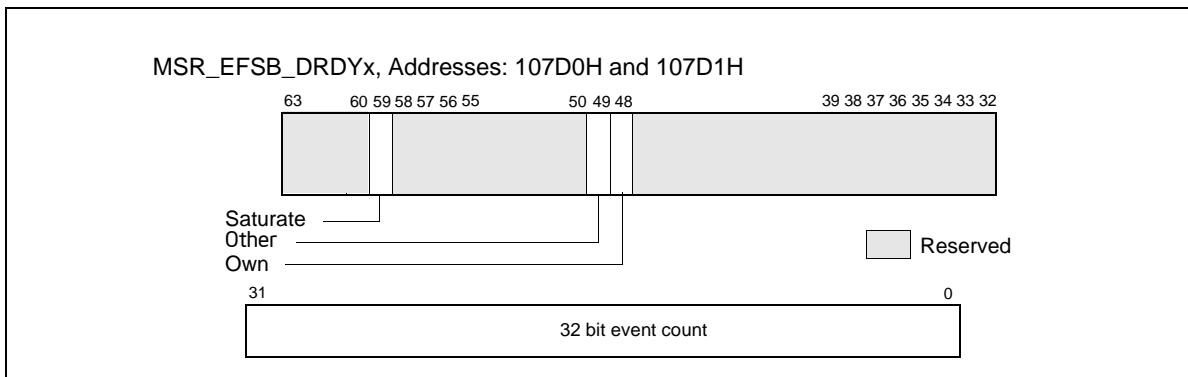 MSR_EFSB_DRDYx, Addresses: 107D0H and 107D1H
63 60 59 58 57 56 55 50 49 48 39 38 37 36 35 34 33 32
Saturate
Other
Own
Reserved
31 0
32 bit event count